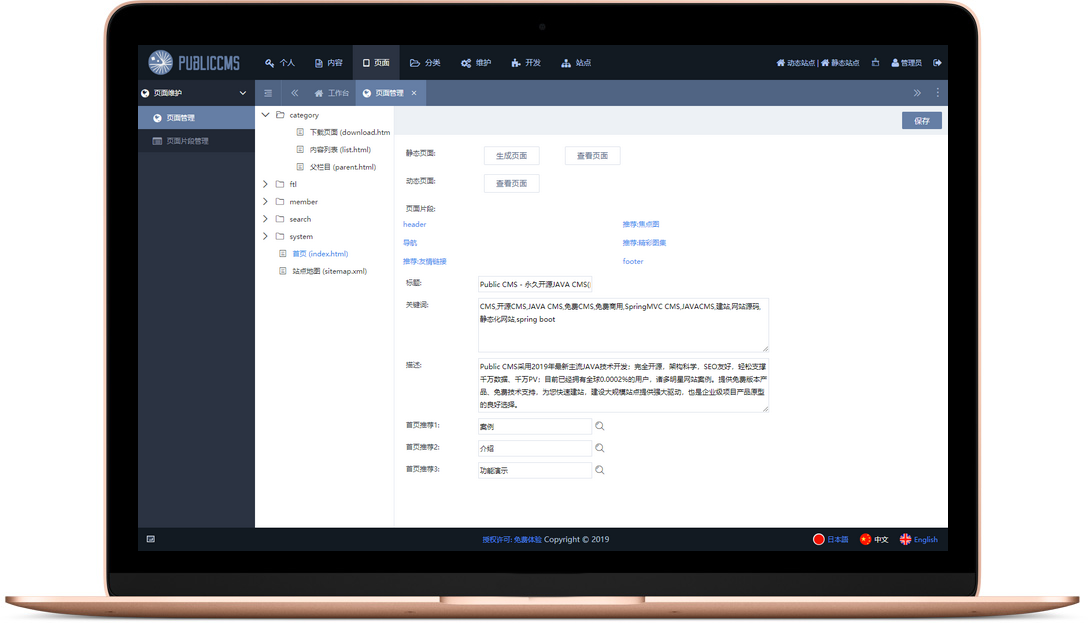 PUBLICCMS
个人
内容
页面
分类
维护
开发
站点
动态站点 | 静态站点
管理员
页面维护
工作台
页面管理 ×
页面管理
页面片段管理
category
下载页面 (download.htm
内容列表 (list.html)
父栏目 (parent.html)
ftl
member
search
system
首页 (index.html)
站点地图 (sitemap.xml)
保存
静态页面:
生成页面
查看页面
动态页面:
查看页面
页面片段:
header
推荐:焦点图
导航
推荐:精彩图集
推荐:友情链接
footer
标题:
Public CMS - 永久开源JAVA CMS(
关键词:
CMS,开源CMS,JAVA CMS,免费CMS,免费商用,SpringMVC CMS,JAVACMS,建站,网站源码,
静态化网站,spring boot
描述:
Public CMS采用2019年最新主流JAVA技术开发；完全开源，架构科学，SEO友好，轻松支撑
千万数据、千万PV；目前已经拥有全球0.0002%的用户，诸多明星网站案例。提供免费版本产
品、免费技术支持，为您快速建站，建设大规模站点提供强大驱动，也是企业级项目产品原型
的良好选择。
首页推荐1:
案例
首页推荐2:
介绍
首页推荐3:
功能演示
授权许可: 免费体验 Copyright © 2019
日本語
中文
English